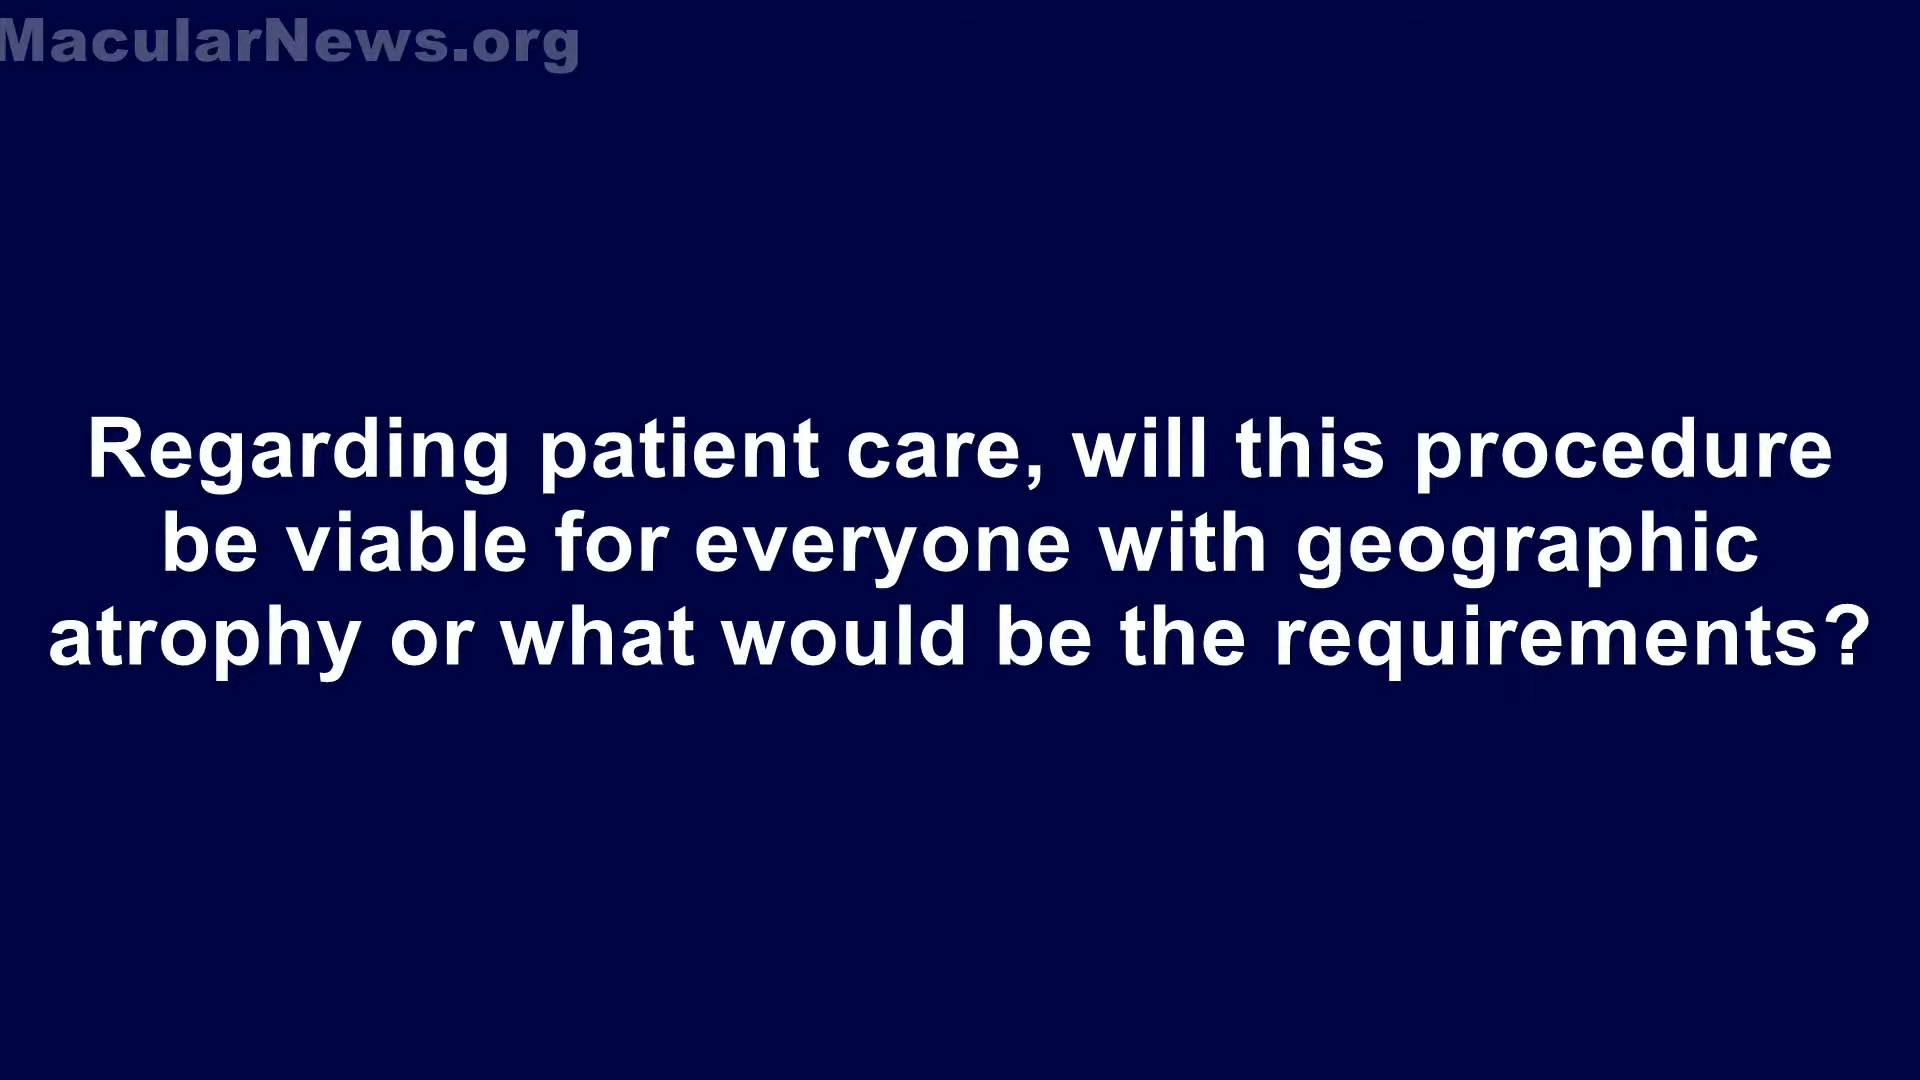 MacularNews.org
Regarding patient care, will this procedure
be viable for everyone with geographic
atrophy or what would be the requirements?